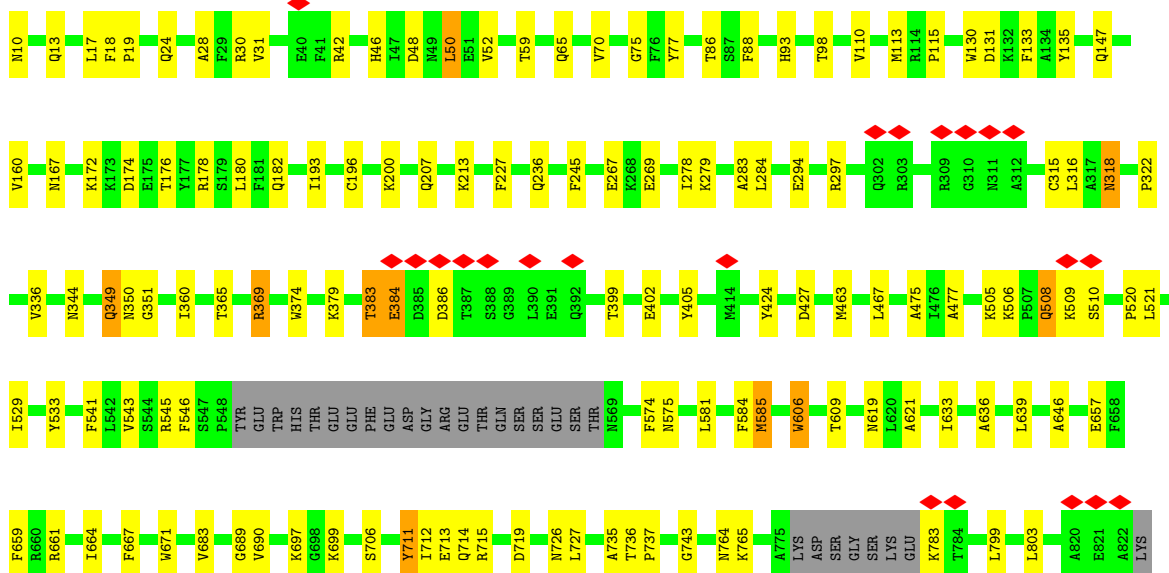 N10 Q13 L17 F18 P19 Q24 A28 F29 R30 V31 E40 F41 R42 H46 I47 D48 N49 L50 E51 V52 T59 Q65 V70 G75 F76 Y77 T86 S87 F88 H93 T98 V110 M113 R114 P115 W130 D131 K132 F133 A134 Y135 Q147
V160 N167 K172 K173 D174 E175 T176 Y177 R178 S179 L180 F181 Q182 I193 C196 K200 Q207 K213 F227 Q236 F245 E267 K268 E269 I278 K279 A283 L284 E294 R297 Q302 R303 R309 G310 N311 A312 C315 L316 A317 N318 P322
V336 N344 Q349 N350 G351 I360 T365 R369 W374 K379 T383 E384 D385 D386 T387 S388 G389 L390 E391 Q392 T399 E402 Y405 M414 Y424 D427 M463 L467 A475 I476 A477 K505 K506 P507 Q508 K509 S510 P520 L521
I529 Y533 F541 L542 V543 S544 R545 F546 S547 P548 TYR GLU TRP HIS THR GLU GLU PHE GLU ASP GLY ARG GLU THR GLN SER SER GLU SER THR N569 F574 N575 L581 F584 M585 W606 T609 N619 L620 A621 I633 A636 L639 A646 E657 F658
F659 R660 R661 I664 F667 W671 V683 G689 V690 K697 G698 K699 S706 Y711 I712 E713 Q714 R715 D719 N726 L727 A735 T736 P737 G743 N764 K765 A775 LYS ASP SER GLY SER LYS GLU K783 T784 L799 L803 A820 E821 A822 LYS